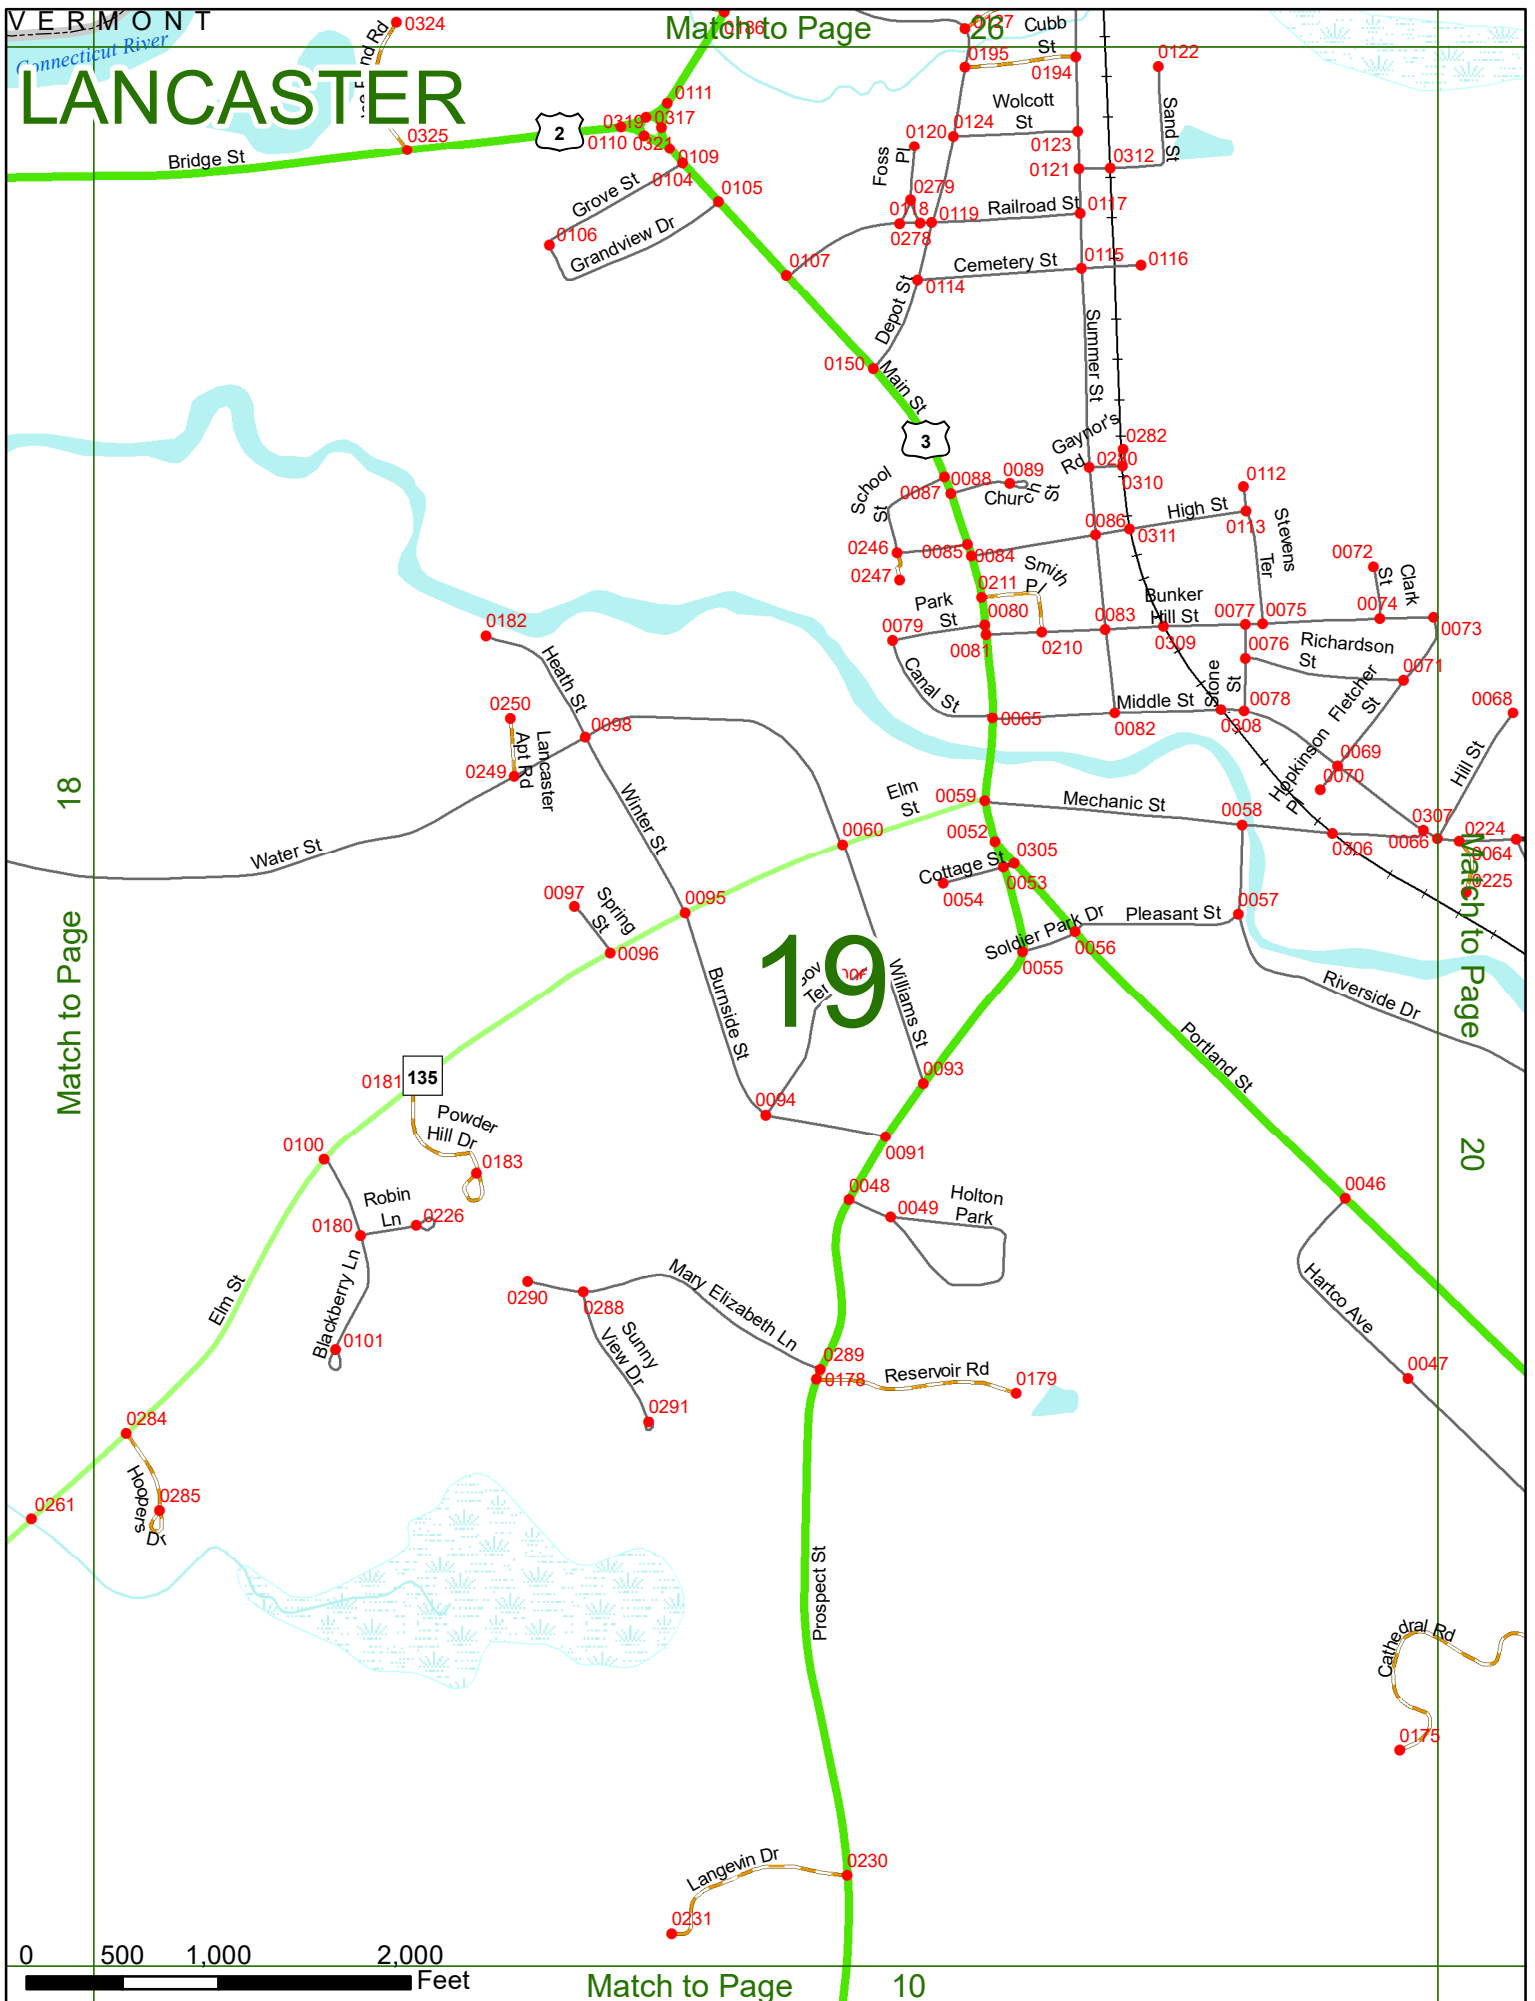 VERMONT
Connecticut River
LANCASTER
Match to Page 26
0324
0186
0127
Cubb
St
0195
0194
0122
0111
0319
0317
0110
0321
0325
2
Bridge St
0109
0104
0105
Grove St
Grandview Dr
0106
0107
Wolcott
St
0120
0124
0123
Sand St
Foss
Pl
0121
0312
0279
0118
0119
Railroad St
0117
0278
Cemetery St
0115
0116
0114
Depot St
0150
Main St
Summer St
3
Gaynor's
Rd
0282
0280
0310
School
St
0088
0089
0087
Church
St
0112
High St
0113
Stevens
Ter
0086
0311
0246
0085
0084
0247
Smith
Pl
0072
Clark
St
0211
Park
St
0080
0079
0081
0210
0083
Bunker
Hill St
0309
0077
0075
0074
0073
0076
Richardson
St
0071
0182
Heath St
Canal St
Stone
St
0078
Fletcher
St
0068
0250
0098
0065
Middle St
0082
0308
Lancaster
Apt Rd
0249
Hopkinson
Pl
0069
0070
Hill St
18
Winter St
Elm
St
0059
Mechanic St
0058
0307
0060
0052
0066
0224
0306
0064
Water St
0305
Cottage St
0053
0054
0225
0097
Spring
St
0095
0057
Pleasant St
Soldier Park Dr
0056
0055
0096
19
Match to Page
Match to Page
Burnside St
Ter
Williams St
Riverside Dr
Portland St
0181
135
0093
0094
Powder
Hill Dr
0100
0091
20
0183
0048
0046
Robin
Ln
0226
0049
Holton
Park
0180
Elm St
Blackberry Ln
0290
0288
Mary Elizabeth Ln
Hartco Ave
Sunny
View Dr
0101
0289
0178
Reservoir Rd
0179
0047
0291
0284
Hoopers
Dr
0285
0261
Prospect St
Cathedral Rd
0175
Langevin Dr
0230
0231
0 500 1,000 2,000
Feet
Match to Page 10